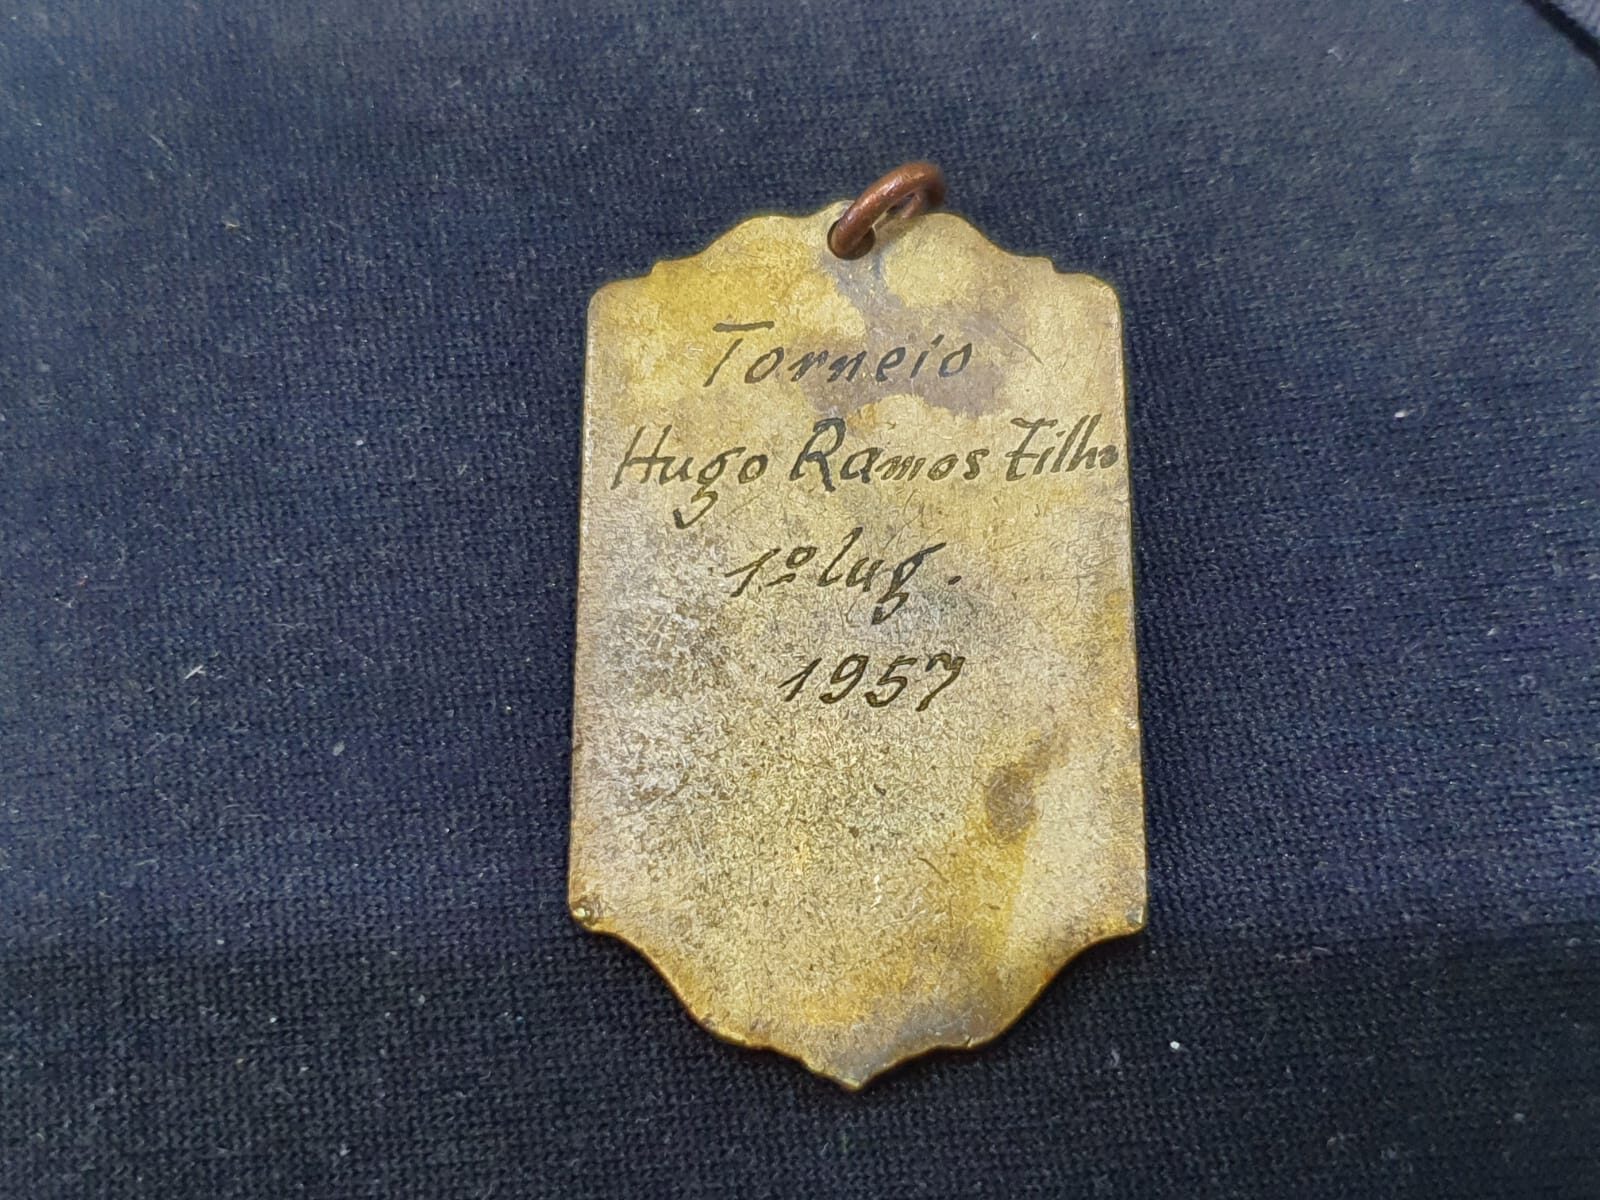 Torneio
Hugo Ramos Filho
1º lug.
1957